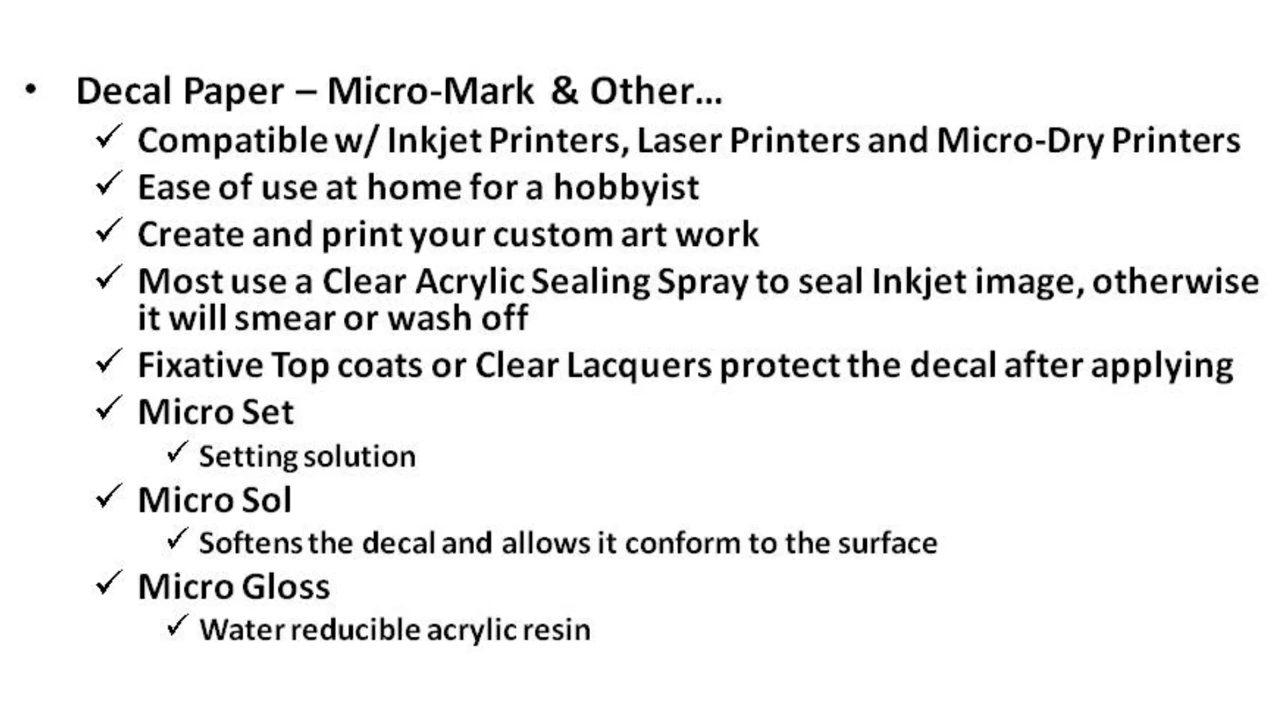 • Decal Paper – Micro-Mark & Other...
✓ Compatible w/ Inkjet Printers, Laser Printers and Micro-Dry Printers
✓ Ease of use at home for a hobbyist
✓ Create and print your custom art work
✓ Most use a Clear Acrylic Sealing Spray to seal Inkjet image, otherwise
it will smear or wash off
✓ Fixative Top coats or Clear Lacquers protect the decal after applying
✓ Micro Set
✓ Setting solution
✓ Micro Sol
✓ Softens the decal and allows it conform to the surface
✓ Micro Gloss
✓ Water reducible acrylic resin